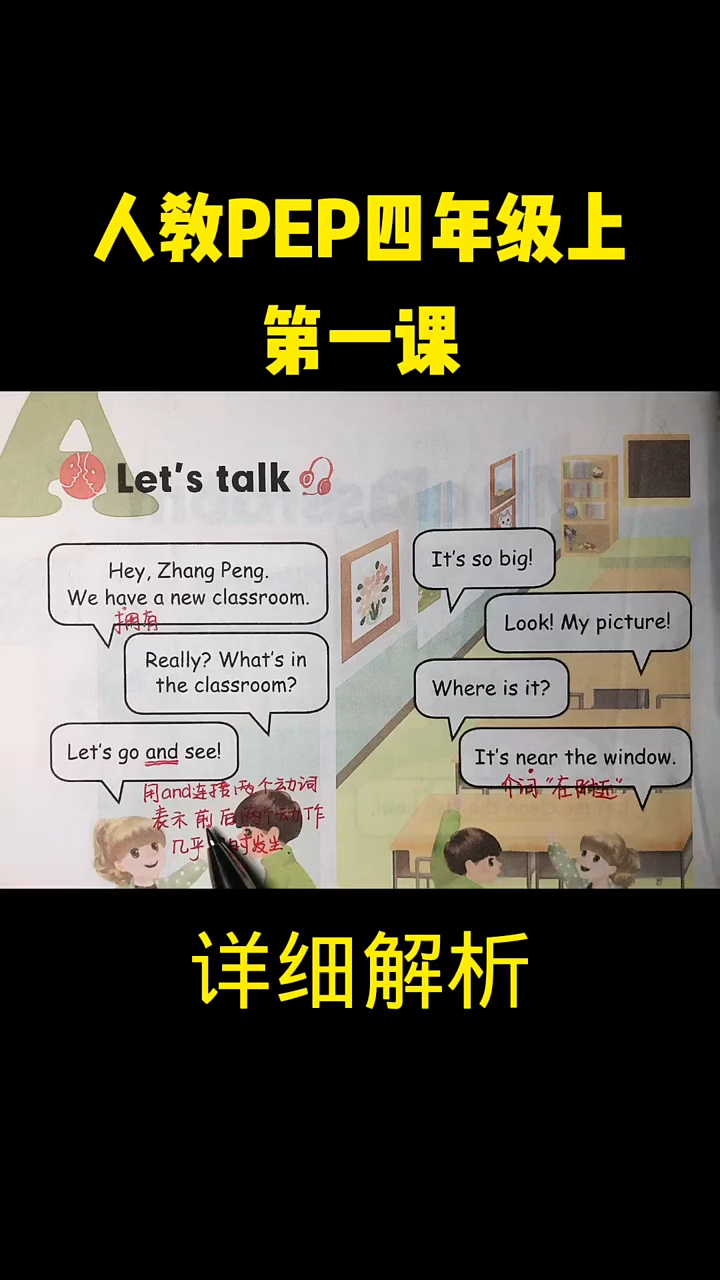 人教PEP四年级上
第一课
A
Let's talk
Hey, Zhang Peng.
We have a new classroom.
拥有
Really? What's in
the classroom?
Let's go and see!
用and连接两个动词
表示前后两个动作
几乎 时发生
It's so big!
Look! My picture!
Where is it?
It's near the window.
介词"在附近"
详细解析